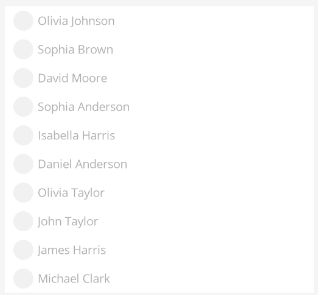 Olivia Johnson
Sophia Brown
David Moore
Sophia Anderson
Isabella Harris
Daniel Anderson
Olivia Taylor
John Taylor
James Harris
Michael Clark